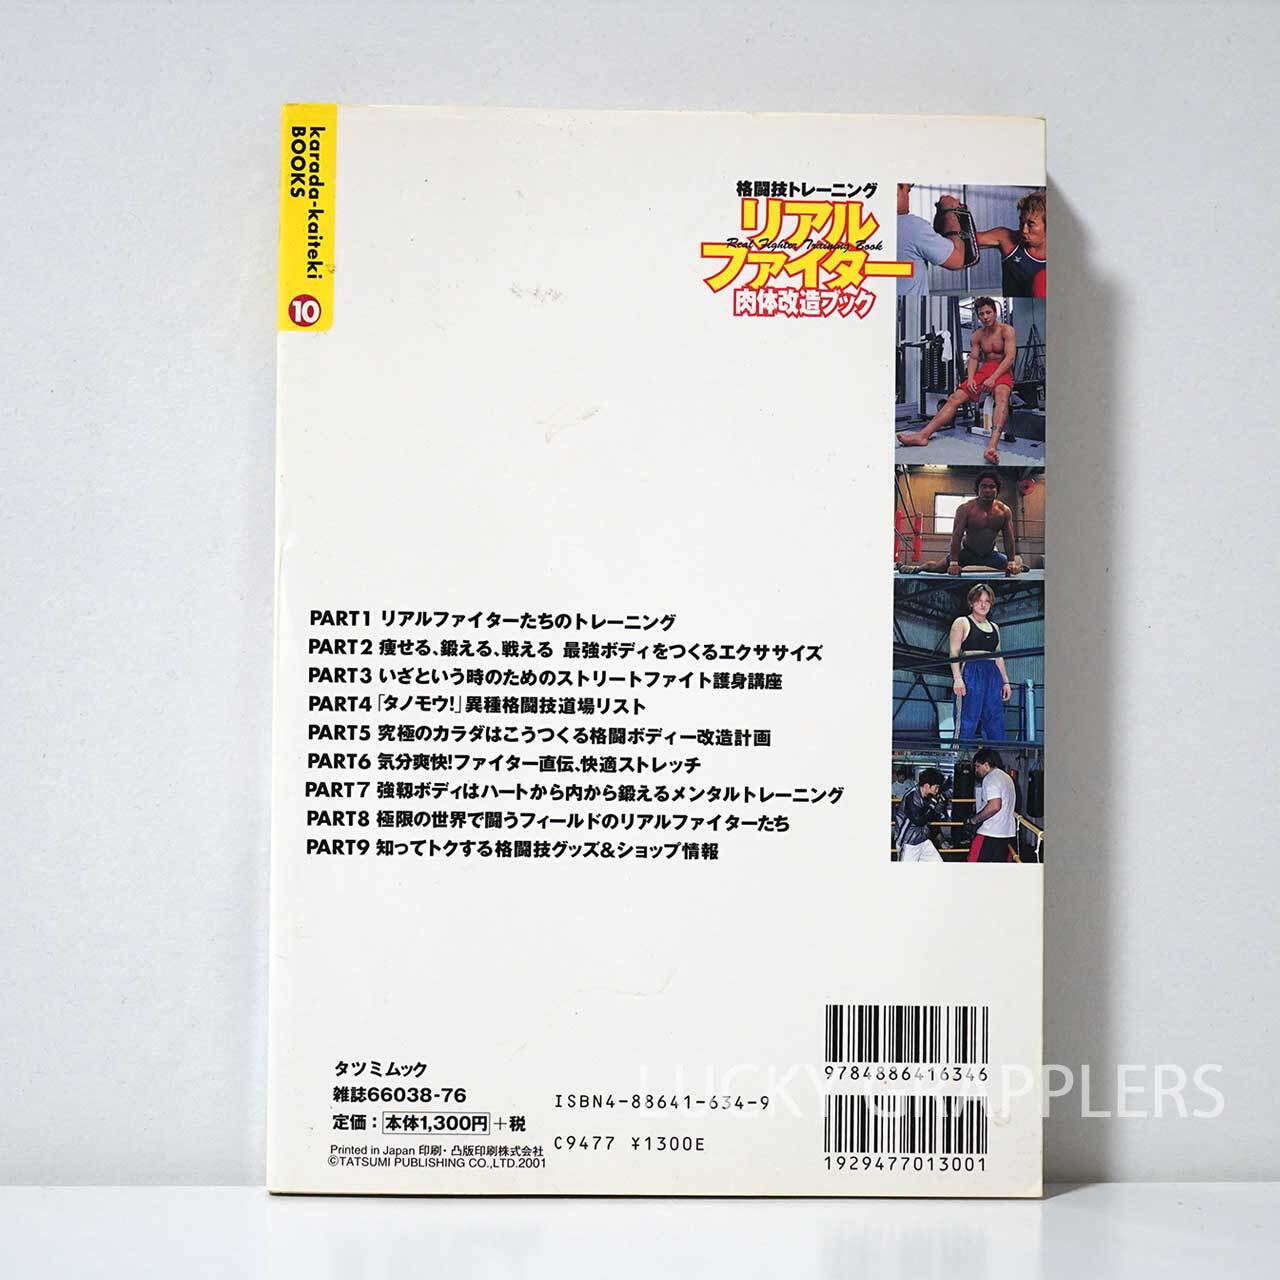 karada-kaiteki
BOOKS
10
格闘技トレーニング
リアル
Real Fighter Training Book
ファイター
肉体改造ブック
PART1 リアルファイターたちのトレーニング
PART2 痩せる、鍛える、戦える 最強ボディをつくるエクササイズ
PART3 いざという時のためのストリートファイト護身講座
PART4 「タノモウ!」異種格闘技道場リスト
PART5 究極のカラダはこうつくる格闘ボディー改造計画
PART6 気分爽快!ファイター直伝、快適ストレッチ
PART7 強靱ボディはハートから内から鍛えるメンタルトレーニング
PART8 極限の世界で闘うフィールドのリアルファイターたち
PART9 知ってトクする格闘技グッズ&ショップ情報
タツミムック
雑誌66038-76
定価：本体1,300円+税
Printed in Japan 印刷・凸版印刷株式会社
©TATSUMI PUBLISHING CO.,LTD.2001
ISBN4-88641-634-9
C9477 ¥1300E
9784886416346
1929477013001
LUCKY GRAPPLERS